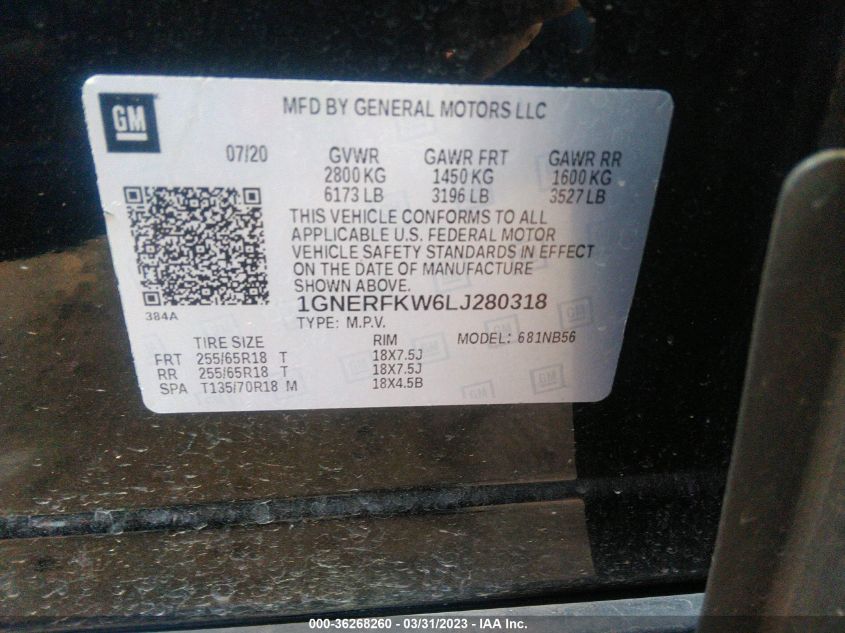 GM
MFD BY GENERAL MOTORS LLC
07/20 GVWR GAWR FRT GAWR RR
2800 KG 1450 KG 1600 KG
6173 LB 3196 LB 3527 LB
THIS VEHICLE CONFORMS TO ALL
APPLICABLE U.S. FEDERAL MOTOR
VEHICLE SAFETY STANDARDS IN EFFECT
ON THE DATE OF MANUFACTURE
SHOWN ABOVE.
384A
1GNERFKW6LJ280318
TYPE: M.P.V.
TIRE SIZE RIM MODEL: 681NB56
FRT 255/65R18 T 18X7.5J
RR 255/65R18 T 18X7.5J
SPA T135/70R18 M 18X4.5B
000-36268260 - 03/31/2023 - IAA Inc.